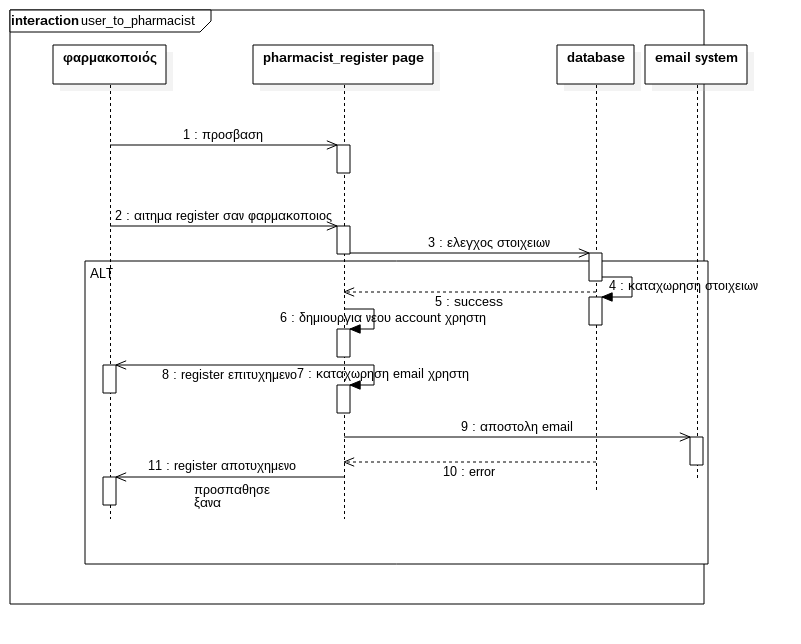 interaction user_to_pharmacist
φαρμακοποιός
pharmacist_register page
database
email system
1 : προσβαση
2 : αιτημα register σαν φαρμακοποιος
3 : ελεγχος στοιχειων
ALT
4 : καταχωρηση στοιχειων
5 : success
6 : δημιουργια νεου account χρηστη
8 : register επιτυχημενο
7 : καταχωρηση email χρηστη
9 : αποστολη email
11 : register αποτυχημενο
10 : error
προσπαθησε
ξανα